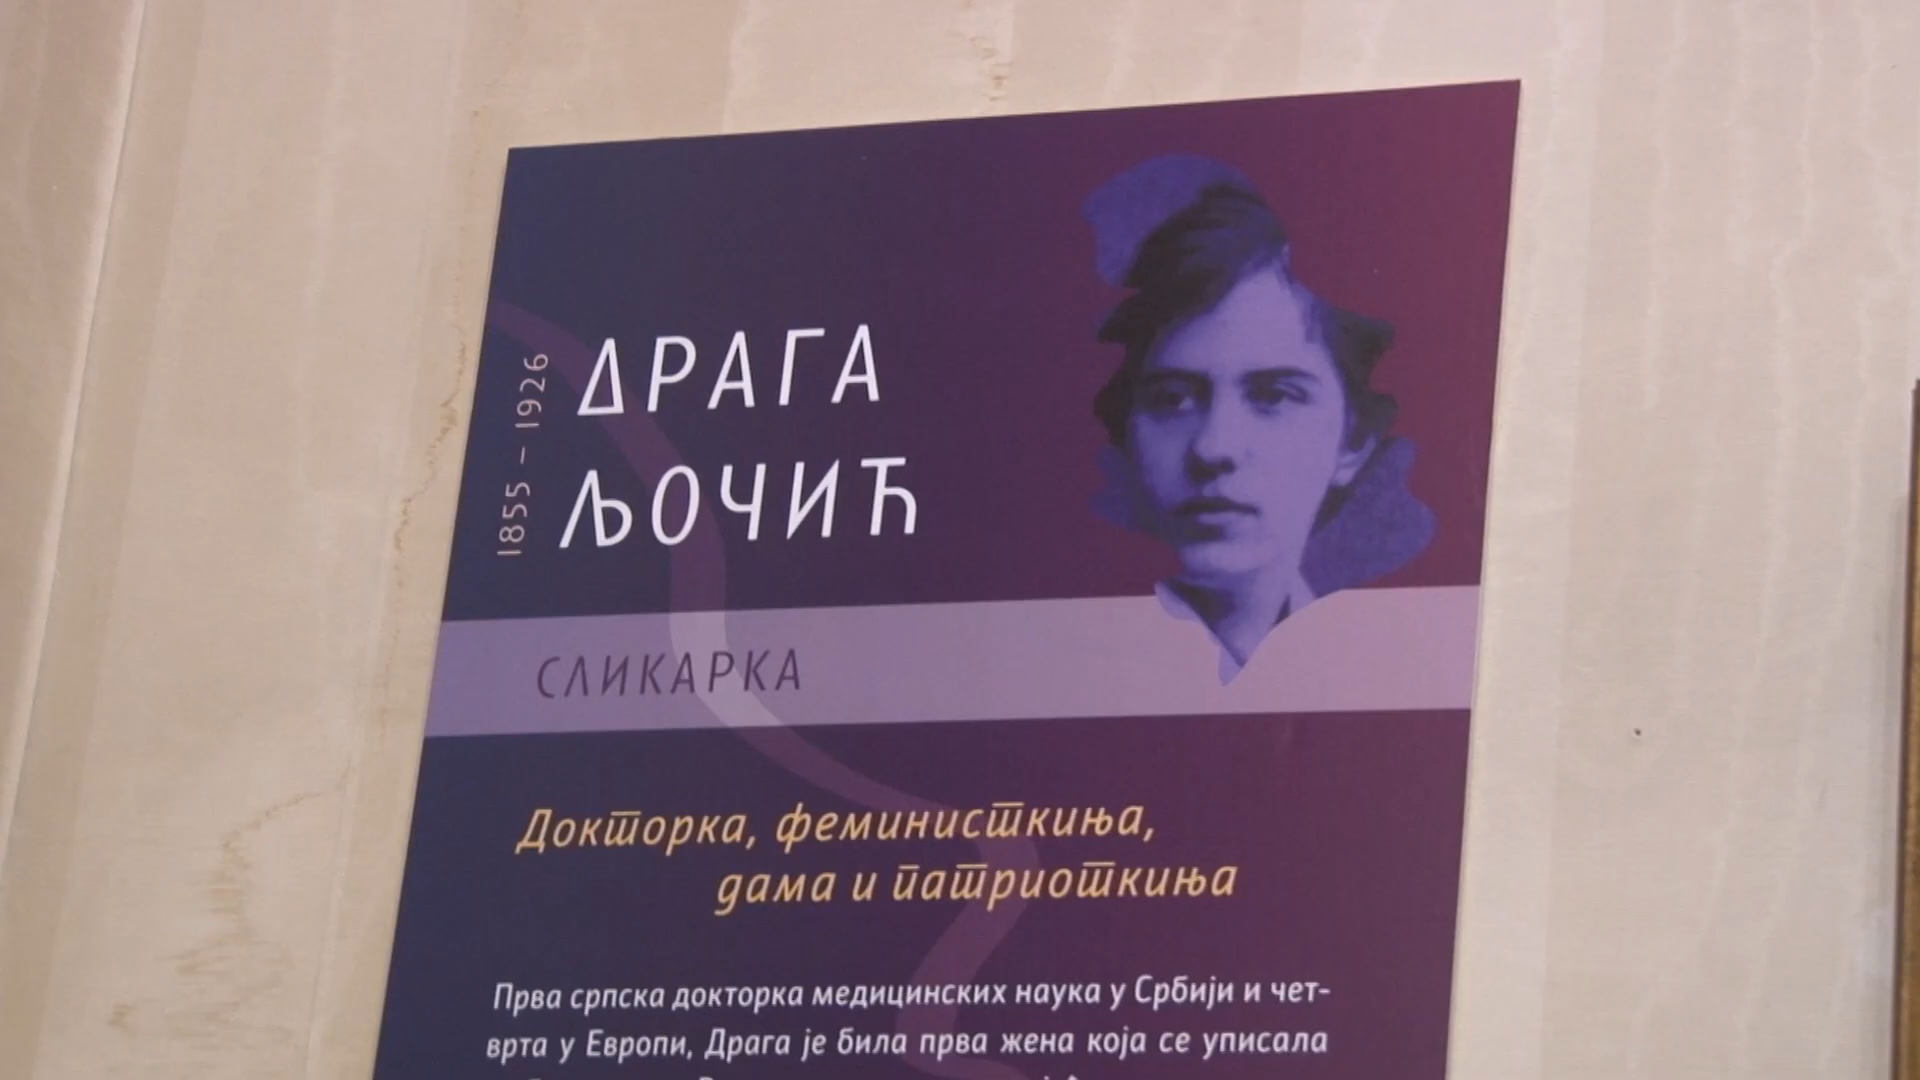 1855 – 1926
ДРАГА
ЉОЧИЋ
СЛИКАРКА
Докторка, феминисткиња,
дама и патриоткиња
Прва српска докторка медицинских наука у Србији и чет-
врта у Европи, Драга је била прва жена која се уписала